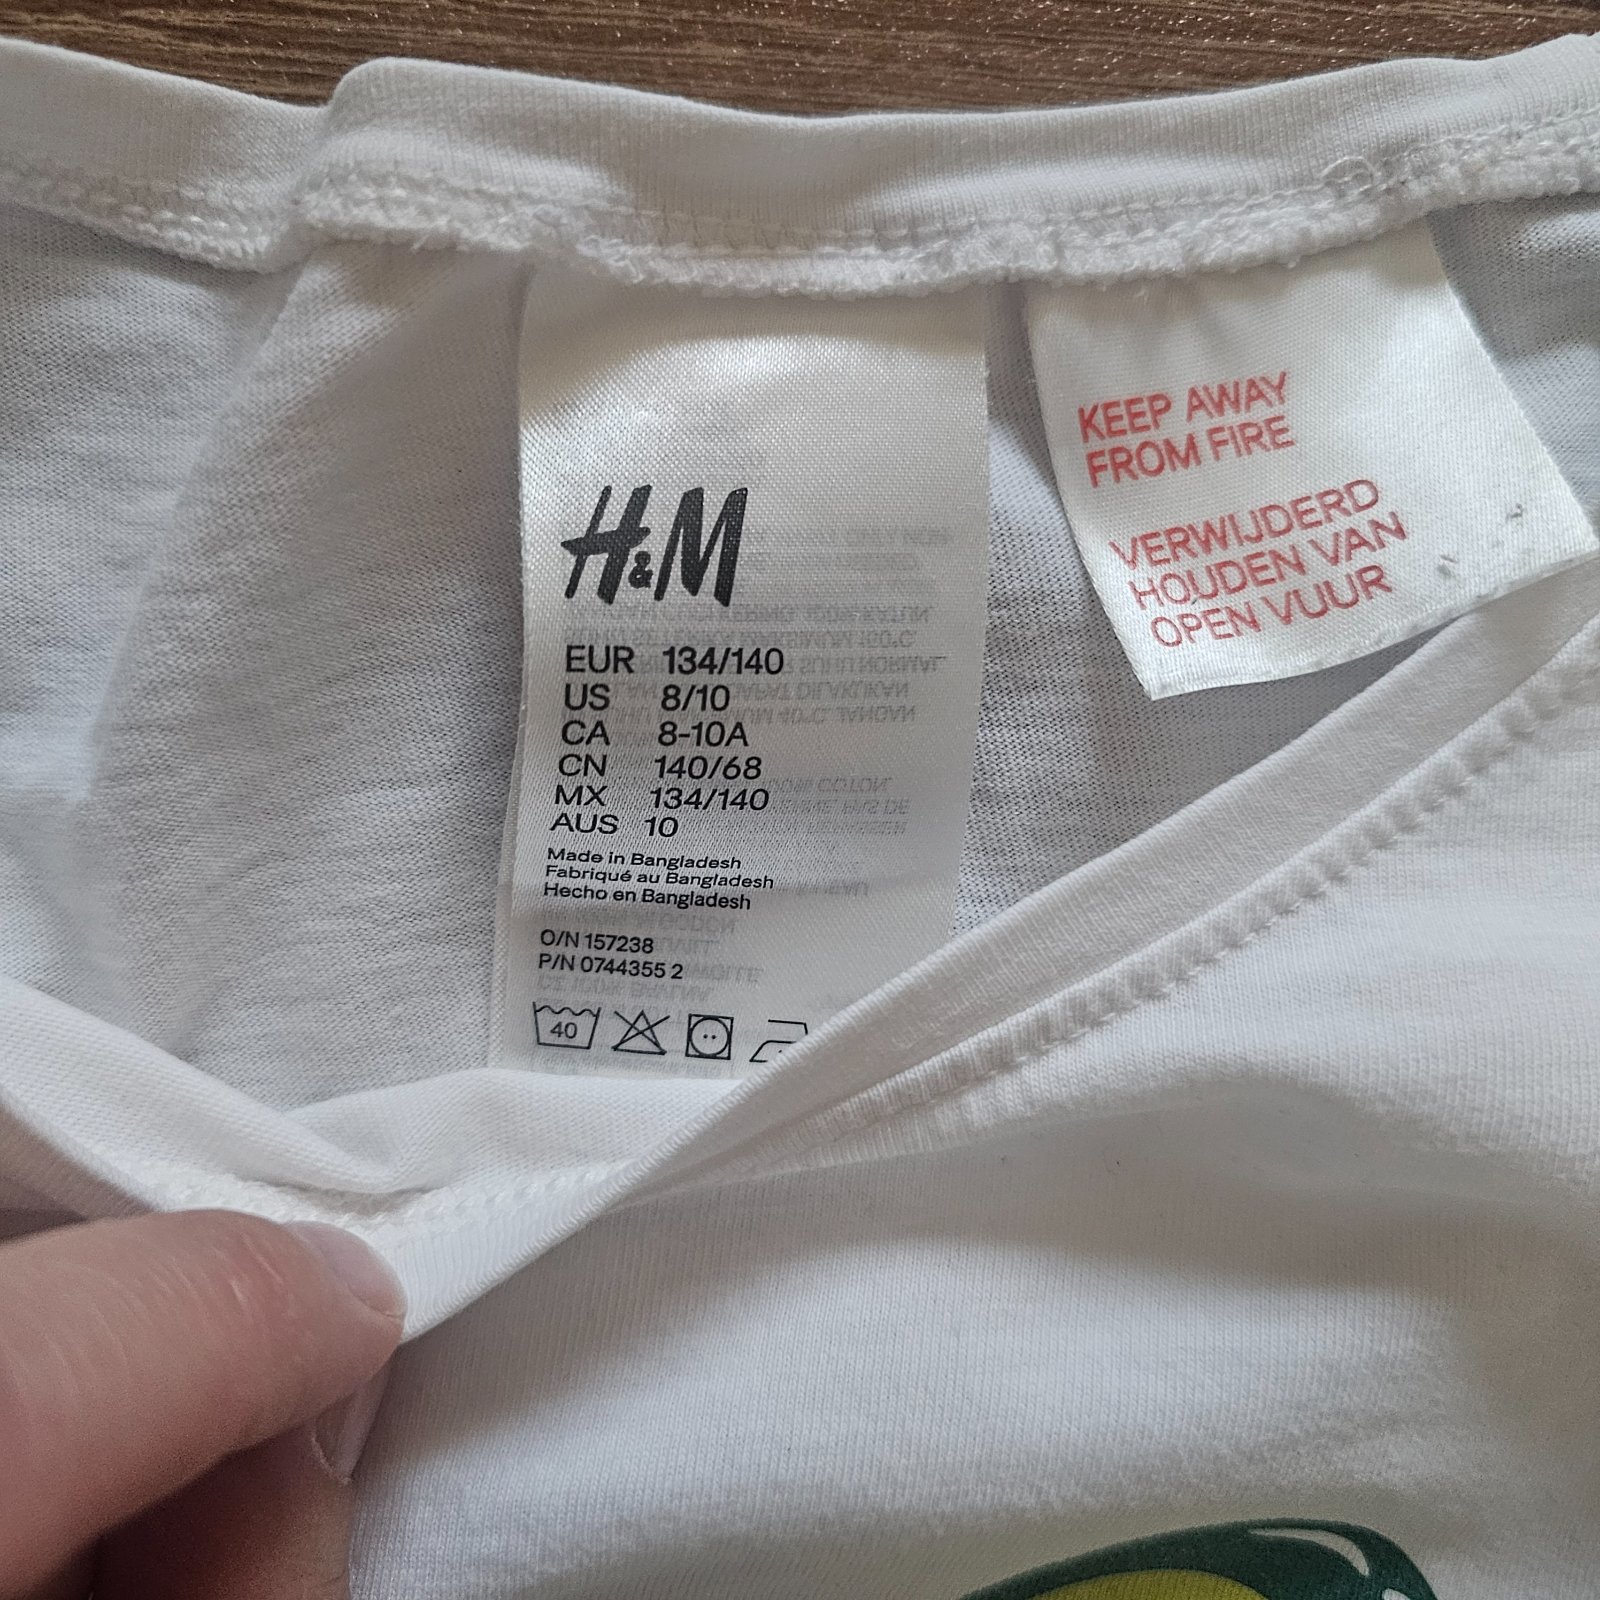 H&M
EUR 134/140
US 8/10
CA 8-10A
CN 140/68
MX 134/140
AUS 10
Made in Bangladesh
Fabriqué au Bangladesh
Hecho en Bangladesh
O/N 157238
P/N 0744355 2
40
KEEP AWAY
FROM FIRE
VERWIJDERD
HOUDEN VAN
OPEN VUUR